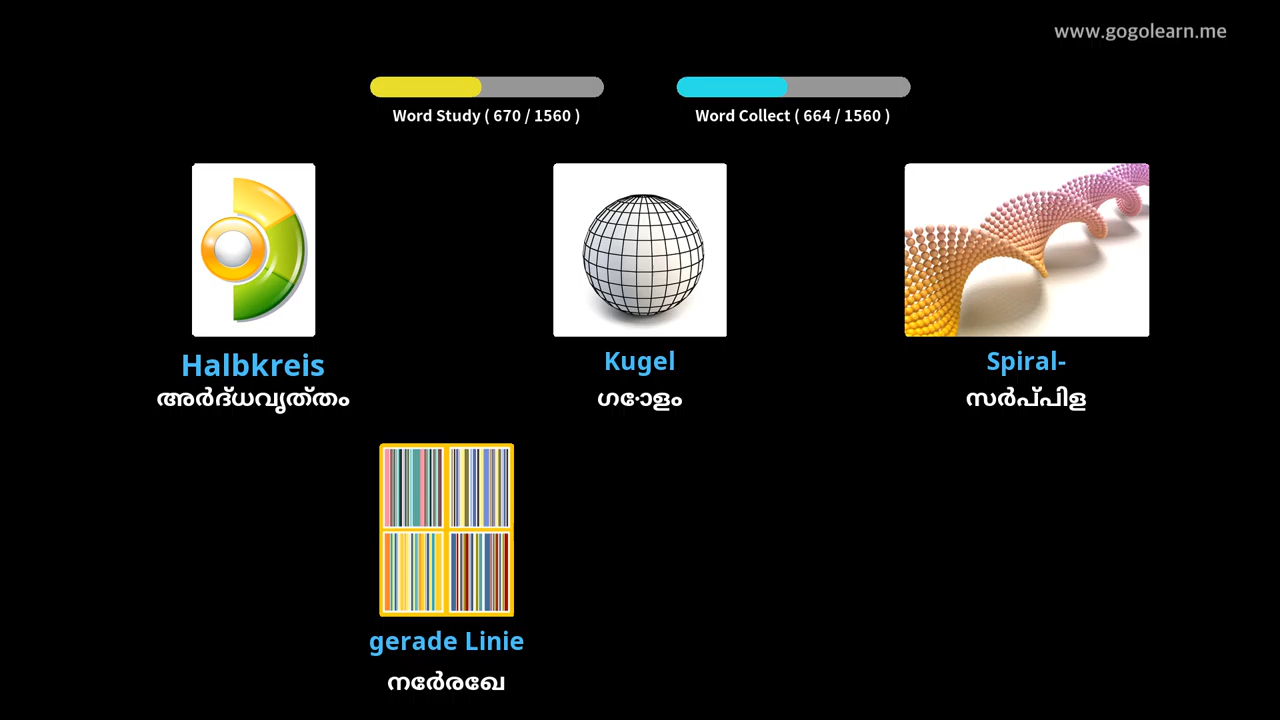 www.gogolearn.me
Word Study ( 670 / 1560 )
Word Collect ( 664 / 1560 )
Halbkreis
അർദ്ധവൃത്തം
Kugel
ഗോളം
Spiral-
സർപ്പിള
gerade Linie
നേർരേഖ